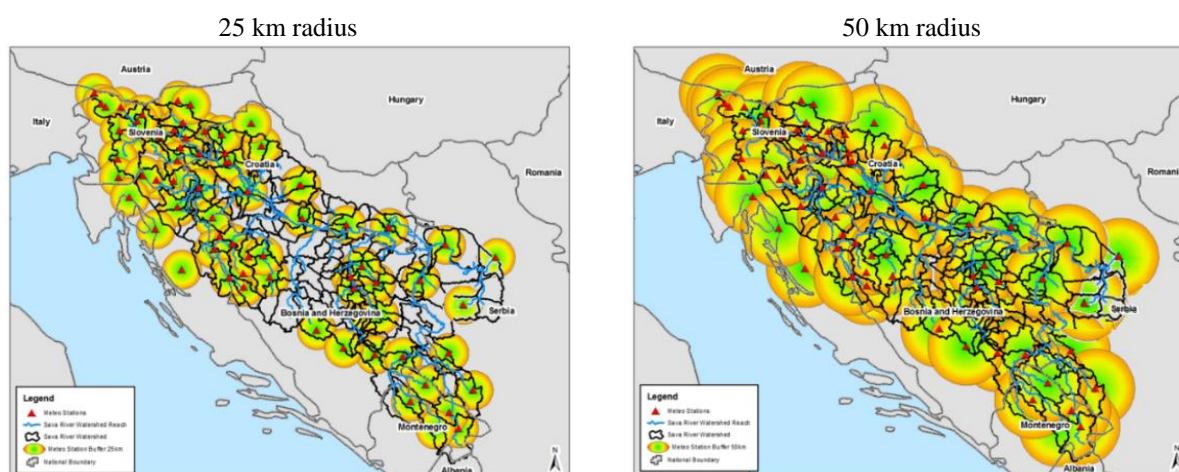 25 km radius
50 km radius
Austria
Hungary
Italy
Slovenia
Croatia
Romania
Bosnia and Herzegovina
Serbia
Montenegro
Albania
Legend
Meteo Stations
Sava River Watershed Reach
Sava River Watershed
Meteo Station Buffer 25km
National Boundary
N
Austria
Hungary
Italy
Slovenia
Croatia
Romania
Bosnia and Herzegovina
Serbia
Montenegro
Albania
Legend
Meteo Stations
Sava River Watershed Reach
Sava River Watershed
Meteo Station Buffer 50km
National Boundary
N